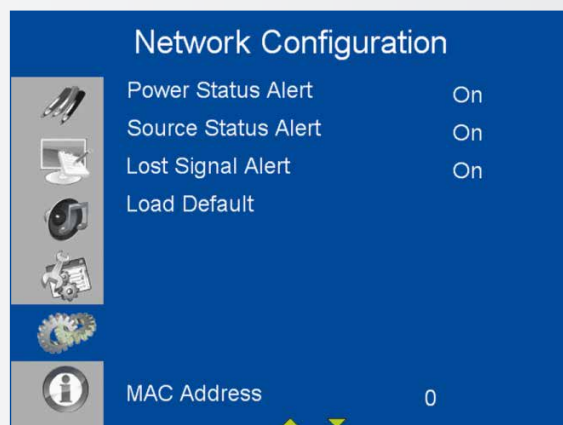 Network Configuration
Power Status Alert On
Source Status Alert On
Lost Signal Alert On
Load Default
MAC Address 0